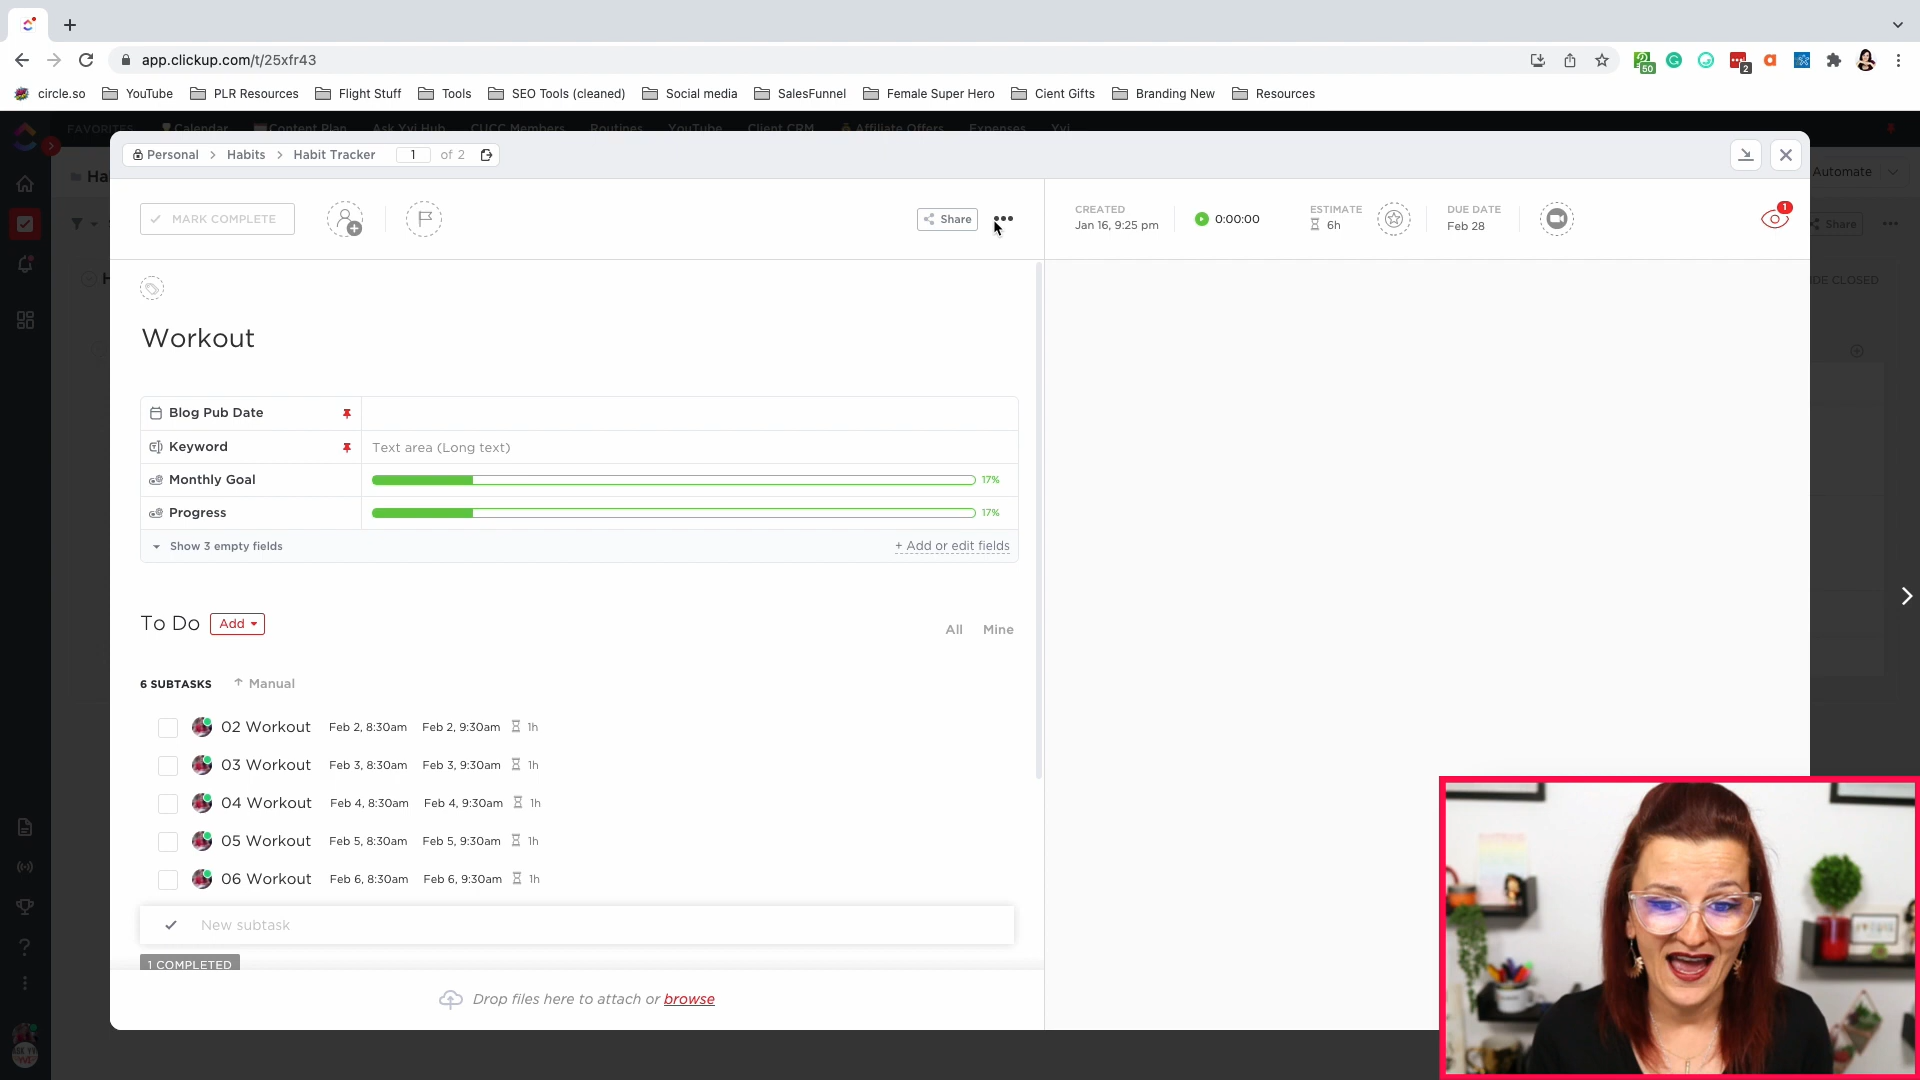 app.clickup.com/t/25xfr43
50
2
circle.so
YouTube
PLR Resources
Flight Stuff
Tools
SEO Tools (cleaned)
Social media
SalesFunnel
Female Super Hero
Cient Gifts
Branding New
Resources
FAVORITES
Calendar
Content Plan
Ask Yvi Hub
CUCC Members
Routines
YouTube
Client CRM
Affiliate Offers
Expenses
Yvi
Personal > Habits > Habit Tracker 1 of 2
Ha
Automate
MARK COMPLETE
Share
CREATED
Jan 16, 9:25 pm
0:00:00
ESTIMATE
6h
DUE DATE
Feb 28
1
Share
H
DE CLOSED
Workout
Blog Pub Date
Keyword Text area (Long text)
Monthly Goal 17%
Progress 17%
Show 3 empty fields + Add or edit fields
To Do Add
All Mine
6 SUBTASKS Manual
02 Workout Feb 2, 8:30am Feb 2, 9:30am 1h
03 Workout Feb 3, 8:30am Feb 3, 9:30am 1h
04 Workout Feb 4, 8:30am Feb 4, 9:30am 1h
05 Workout Feb 5, 8:30am Feb 5, 9:30am 1h
06 Workout Feb 6, 8:30am Feb 6, 9:30am 1h
New subtask
1 COMPLETED
Drop files here to attach or browse